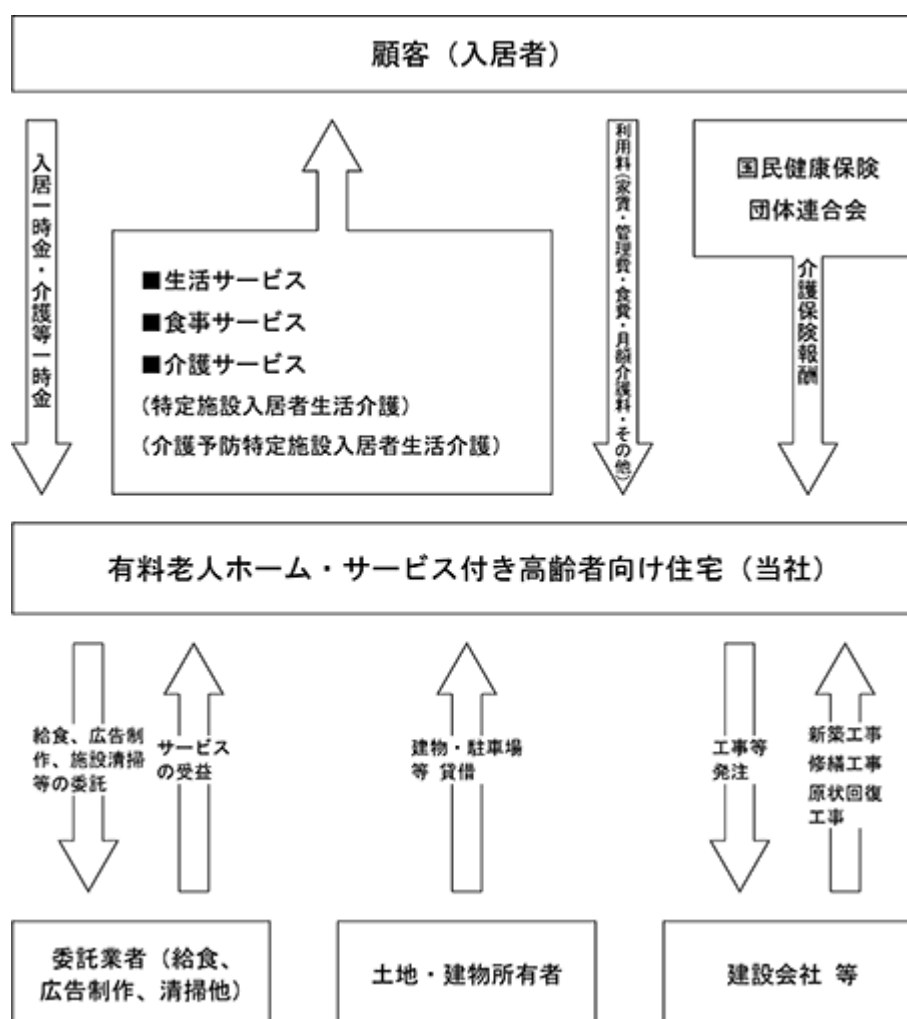 顧客（入居者）
入居一時金・介護等一時金
■生活サービス
■食事サービス
■介護サービス
(特定施設入居者生活介護)
(介護予防特定施設入居者生活介護)
利用料(家賃・管理費・食費・月額介護料・その他)
国民健康保険
団体連合会
介護保険報酬
有料老人ホーム・サービス付き高齢者向け住宅（当社）
給食、広告制
作、施設清掃
等の委託
サービス
の受益
建物・駐車場
等 貸借
工事等
発注
新築工事
修繕工事
原状回復
工事
委託業者（給食、
広告制作、清掃他）
土地・建物所有者
建設会社 等